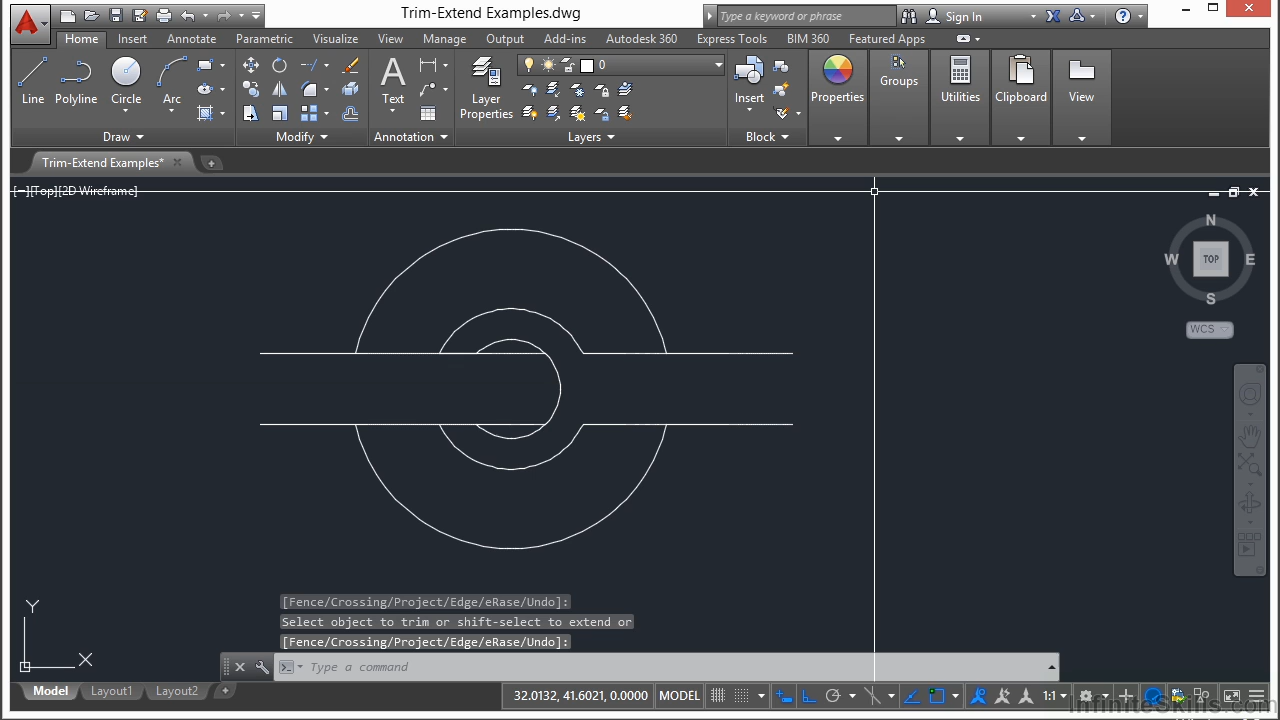 Trim-Extend Examples.dwg
Type a keyword or phrase
Sign In
Home Insert Annotate Parametric Visualize View Manage Output Add-ins Autodesk 360 Express Tools BIM 360 Featured Apps
Line Polyline Circle Arc
Text
Layer Properties
0
Insert
Properties
Groups
Utilities
Clipboard
View
Draw Modify Annotation Layers Block
Trim-Extend Examples*
[−][Top][2D Wireframe]
N
W TOP E
S
WCS
Y
X
[Fence/Crossing/Project/Edge/eRase/Undo]:
Select object to trim or shift-select to extend or
[Fence/Crossing/Project/Edge/eRase/Undo]:
Type a command
Model Layout1 Layout2
32.0132, 41.6021, 0.0000 MODEL 1:1
InfiniteSkills.com